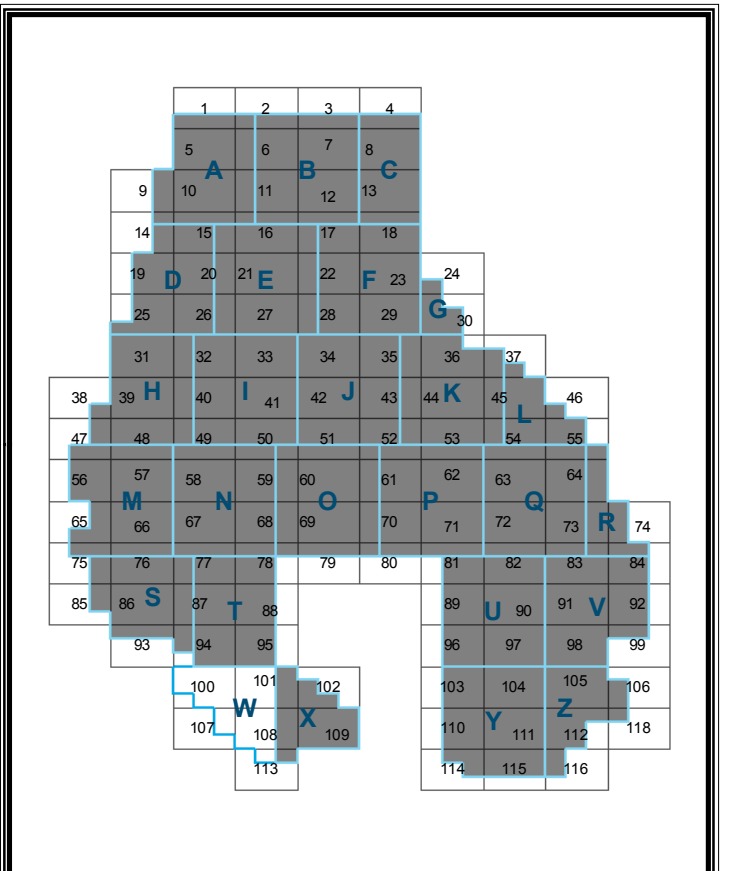 1 2 3 4
5 6 7 8
A B C
9 10 11 12 13
14 15 16 17 18
19 D 20 21 E 22 F 23 24
25 26 27 28 29 G 30
31 32 33 34 35 36 37
38 39 H 40 I 41 42 J 43 44 K 45 46
L
47 48 49 50 51 52 53 54 55
56 57 58 59 60 61 62 63 64
M N O P Q
65 66 67 68 69 70 71 72 73 R 74
75 76 77 78 79 80 81 82 83 84
85 86 S 87 T 88 89 U 90 91 V 92
93 94 95 96 97 98 99
100 101 102 103 104 105 106
W X Y Z
107 108 109 110 111 112 118
113 114 115 116